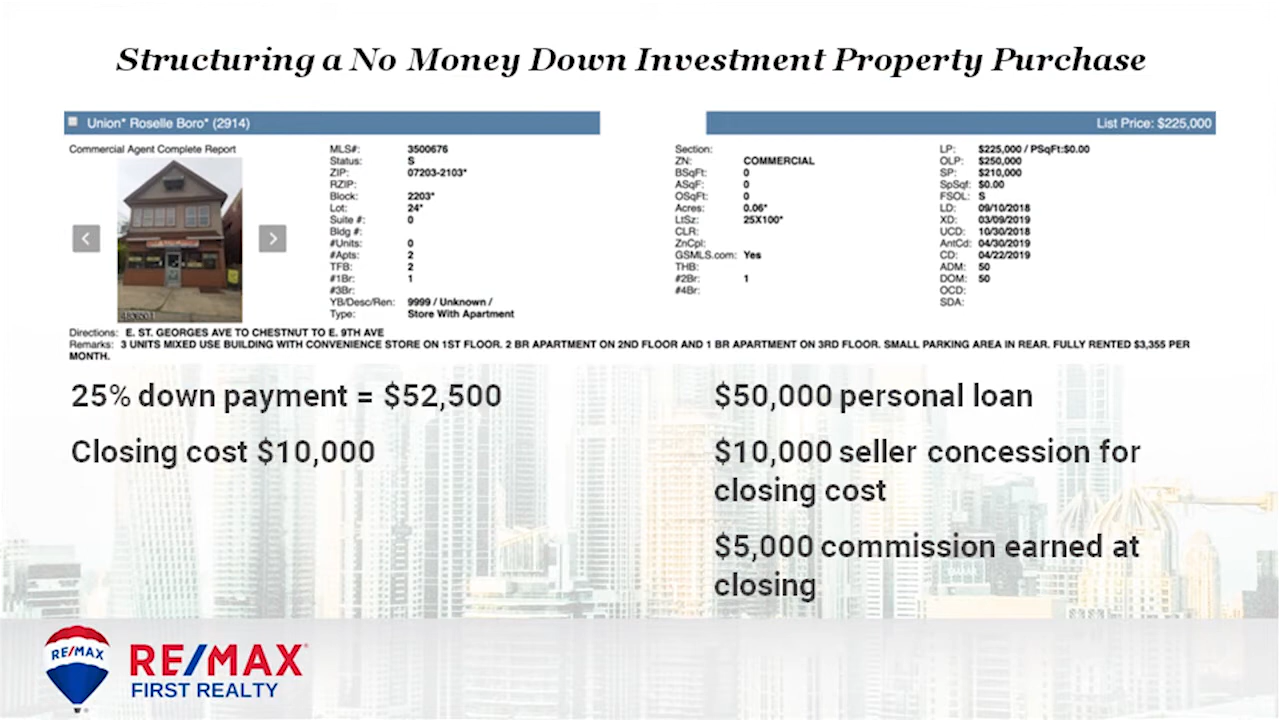 Structuring a No Money Down Investment Property Purchase
Union* Roselle Boro* (2914)
List Price: $225,000
Commercial Agent Complete Report
MLS#: 3500676
Status: S
ZIP: 07203-2103*
RZIP:
Block: 2203*
Lot: 24*
Suite #: 0
Bldg #:
#Units: 0
#Apts: 2
TFB: 2
#1Br: 1
#3Br:
YB/Desc/Ren: 9999 / Unknown /
Type: Store With Apartment
Section:
ZN: COMMERCIAL
BSqFt: 0
ASqF: 0
OSqFt: 0
Acres: 0.06*
LtSz: 25X100*
CLR:
ZnCpl:
GSMLS.com: Yes
THB:
#2Br: 1
#4Br:
LP: $225,000 / PSqFt:$0.00
OLP: $250,000
SP: $210,000
SpSqf: $0.00
FSOL: S
LD: 09/10/2018
XD: 03/09/2019
UCD: 10/30/2018
AntCd: 04/30/2019
CD: 04/22/2019
ADM: 50
DOM: 50
OCD:
SDA:
Directions: E. ST. GEORGES AVE TO CHESTNUT TO E. 9TH AVE
Remarks: 3 UNITS MIXED USE BUILDING WITH CONVENIENCE STORE ON 1ST FLOOR. 2 BR APARTMENT ON 2ND FLOOR AND 1 BR APARTMENT ON 3RD FLOOR. SMALL PARKING AREA IN REAR. FULLY RENTED $3,355 PER
MONTH.
25% down payment = $52,500
Closing cost $10,000
$50,000 personal loan
$10,000 seller concession for
closing cost
$5,000 commission earned at
closing
RE/MAX
RE/MAX
FIRST REALTY